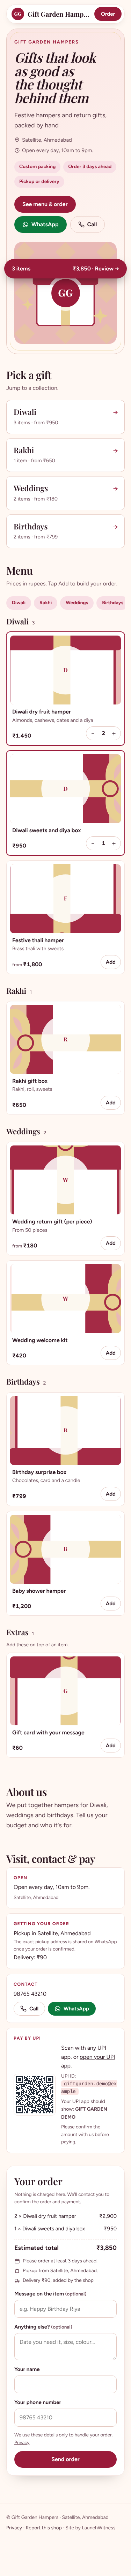 GG Gift Garden Hamp... Order
GIFT GARDEN HAMPERS
Gifts that look
as good as
the thought
behind them
Festive hampers and return gifts,
packed by hand
Satellite, Ahmedabad
Open every day, 10am to 9pm.
Custom packing Order 3 days ahead
Pickup or delivery
See menu & order
WhatsApp Call
3 items ₹3,850 · Review →
GG
Pick a gift
Jump to a collection.
Diwali →
3 items · from ₹950
Rakhi →
1 item · from ₹650
Weddings →
2 items · from ₹180
Birthdays →
2 items · from ₹799
Menu
Prices in rupees. Tap Add to build your order.
Diwali Rakhi Weddings Birthdays
Diwali 3
D
Diwali dry fruit hamper
Almonds, cashews, dates and a diya
₹1,450 − 2 +
D
Diwali sweets and diya box
₹950 − 1 +
F
Festive thali hamper
Brass thali with sweets
from ₹1,800 Add
Rakhi 1
R
Rakhi gift box
Rakhi, roli, sweets
₹650 Add
Weddings 2
W
Wedding return gift (per piece)
From 50 pieces
from ₹180 Add
W
Wedding welcome kit
₹420 Add
Birthdays 2
B
Birthday surprise box
Chocolates, card and a candle
₹799 Add
B
Baby shower hamper
₹1,200 Add
Extras 1
Add these on top of an item.
G
Gift card with your message
₹60 Add
About us
We put together hampers for Diwali,
weddings and birthdays. Tell us your
budget and who it's for.
Visit, contact & pay
OPEN
Open every day, 10am to 9pm.
Satellite, Ahmedabad
GETTING YOUR ORDER
Pickup in Satellite, Ahmedabad
The exact pickup address is shared on WhatsApp
once your order is confirmed.
Delivery: ₹90
CONTACT
98765 43210
Call WhatsApp
PAY BY UPI
Scan with any UPI
app, or open your UPI
app.
UPI ID:
giftgarden.demo@ex
ample
Your UPI app should
show: GIFT GARDEN
DEMO
Please confirm the
amount with us before
paying.
Your order
Nothing is charged here. We'll contact you to
confirm the order and payment.
2 × Diwali dry fruit hamper ₹2,900
1 × Diwali sweets and diya box ₹950
Estimated total ₹3,850
Please order at least 3 days ahead.
Pickup from Satellite, Ahmedabad.
Delivery ₹90, added by the shop.
Message on the item (optional)
e.g. Happy Birthday Riya
Anything else? (optional)
Date you need it, size, colour...
Your name
Your phone number
98765 43210
We use these details only to handle your order.
Privacy
Send order
© Gift Garden Hampers · Satellite, Ahmedabad
Privacy · Report this shop · Site by LaunchWitness